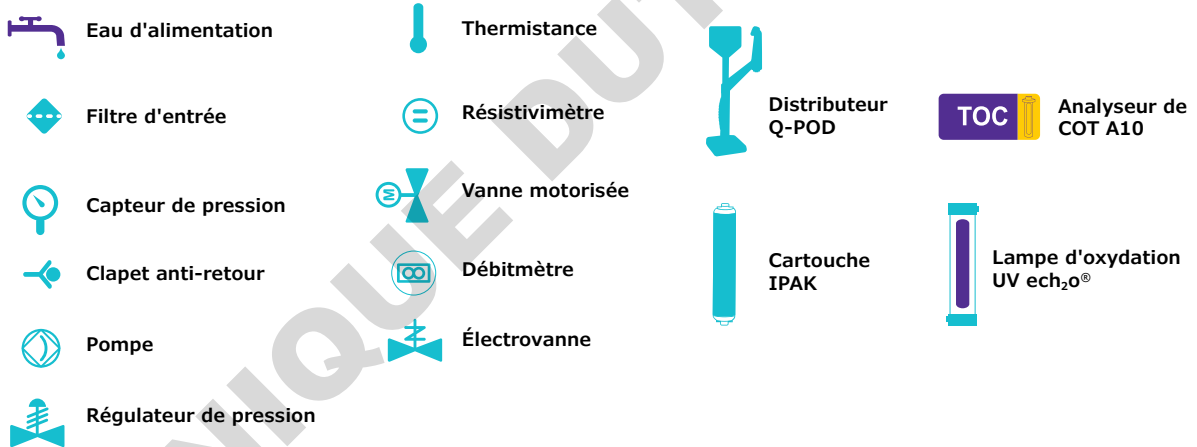 Eau d'alimentation
Filtre d'entrée
Capteur de pression
Clapet anti-retour
Pompe
Régulateur de pression
Thermistance
Résistivimètre
M
Vanne motorisée
Débitmètre
Électrovanne
Distributeur
Q-POD
Cartouche
IPAK
TOC
Analyseur de
COT A10
Lampe d'oxydation
UV ech₂o®
NIQUE DUT